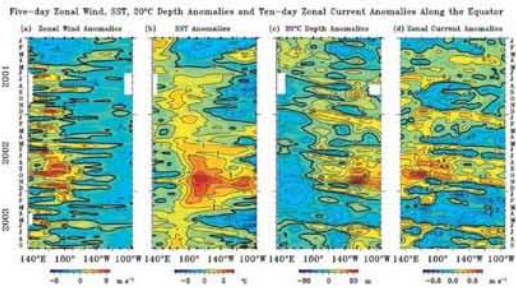 Five-day Zonal Wind, SST, 20°C Depth Anomalies and Ten-day Zonal Current Anomalies Along the Equator
(a) Zonal Wind Anomalies (b) SST Anomalies (c) 20°C Depth Anomalies (d) Zonal Current Anomalies
2001
2002
2003
J
F
M
A
M
J
J
A
S
O
N
D
J
F
M
A
M
J
J
A
S
O
N
D
J
F
M
A
M
J
J
A
S
140°E 180° 140°W 100°W 140°E 180° 140°W 100°W 140°E 180° 140°W 100°W 140°E 180° 140°W 100°W